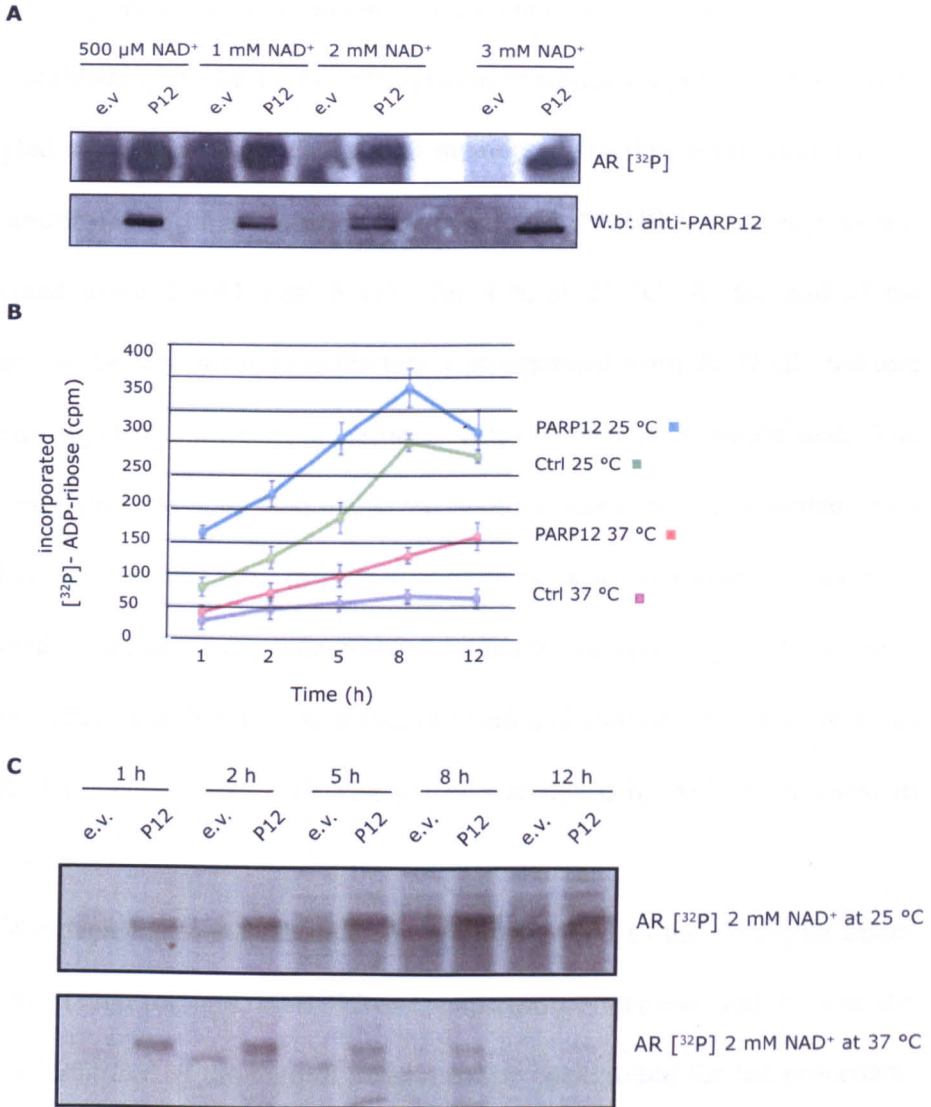 A
500 µM NAD⁺ 1 mM NAD⁺ 2 mM NAD⁺ 3 mM NAD⁺
e.v P12 e.v P12 e.v P12 e.v P12
AR [³²P]
W.b: anti-PARP12
B
incorporated
[³²P]- ADP-ribose (cpm)
400
350
300
250
200
150
100
50
0
1 2 5 8 12
Time (h)
PARP12 25 °C
Ctrl 25 °C
PARP12 37 °C
Ctrl 37 °C
C
1 h 2 h 5 h 8 h 12 h
e.v. P12 e.v. P12 e.v. P12 e.v. P12 e.v. P12
AR [³²P] 2 mM NAD⁺ at 25 °C
AR [³²P] 2 mM NAD⁺ at 37 °C